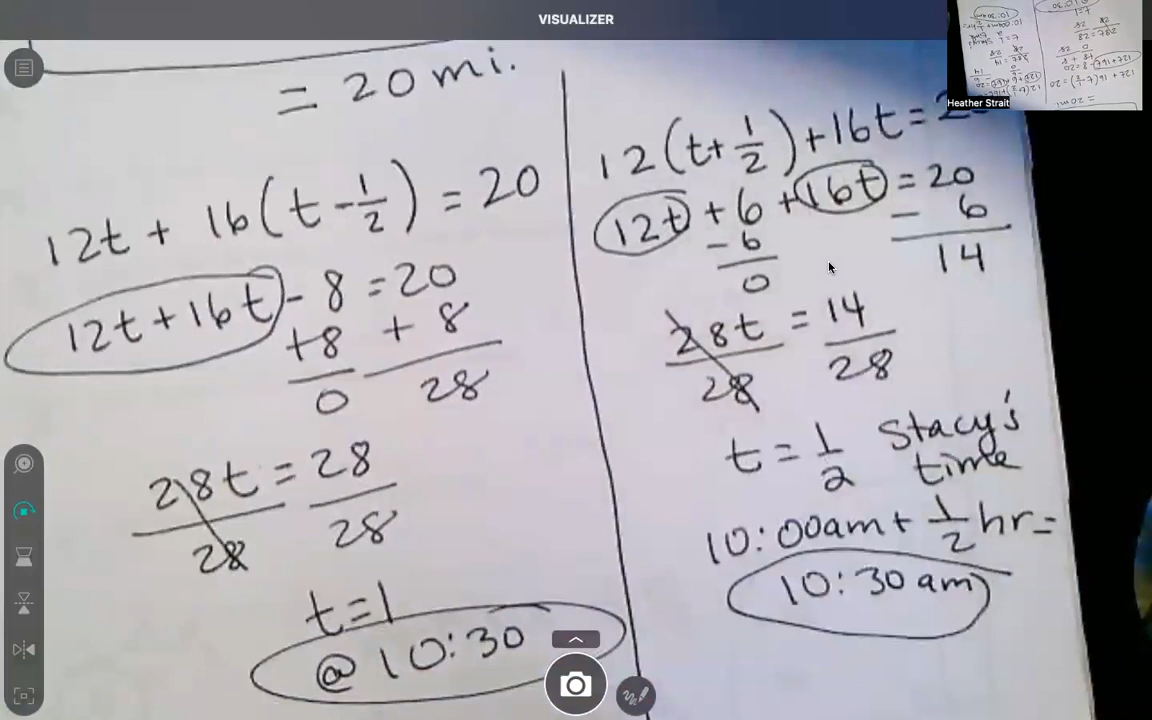 VISUALIZER
Heather Strait
= 20 mi.
12t + 16(t - 1/2) = 20
12t + 16t - 8 = 20
+8 + 8
0 28
28t = 28
28 28
t = 1
@ 10:30
12(t + 1/2) + 16t =
12t + 6 + 16t = 20
- 6 - 6
0 14
28t = 14
28 28
t = 1/2 Stacy's
time
10:00am + 1/2 hr =
10:30 am